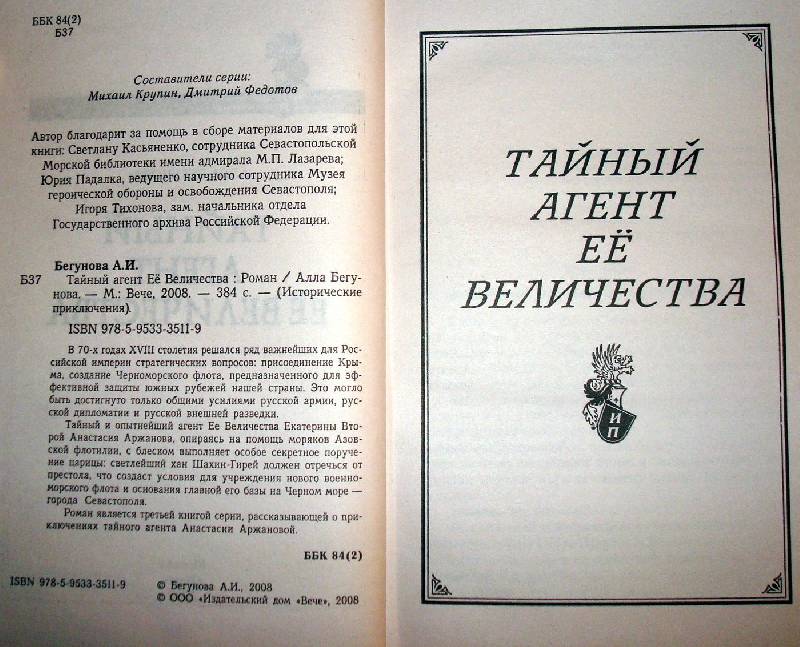 ББК 84(2)
Б37
Составители серии:
Михаил Крупин, Дмитрий Федотов
Автор благодарит за помощь в сборе материалов для этой
книги: Светлану Касьяненко, сотрудника Севастопольской
Морской библиотеки имени адмирала М.П. Лазарева;
Юрия Падалка, ведущего научного сотрудника Музея
героической обороны и освобождения Севастополя;
Игоря Тихонова, зам. начальника отдела
Государственного архива Российской Федерации.
Бегунова А.И.
Б37 Тайный агент Её Величества : Роман / Алла Бегу-
нова. — М.: Вече, 2008. — 384 с. — (Исторические
приключения).
ISBN 978-5-9533-3511-9
В 70-х годах XVIII столетия решался ряд важнейших для Рос-
сийской империи стратегических вопросов: присоединение Кры-
ма, создание Черноморского флота, предназначенного для эф-
фективной защиты южных рубежей нашей страны. Это могло
быть достигнуто только общими усилиями русской армии, рус-
ской дипломатии и русской внешней разведки.
Тайный и опытнейший агент Ее Величества Екатерины Вто-
рой Анастасия Аржанова, опираясь на помощь моряков Азов-
ской флотилии, с блеском выполняет особое секретное поруче-
ние царицы: светлейший хан Шахин-Гирей должен отречься от
престола, что создаст условия для учреждения нового военно-
морского флота и основания главной его базы на Черном море —
города Севастополя.
Роман является третьей книгой серии, рассказывающей о при-
ключениях тайного агента Анастасии Аржановой.
ББК 84(2)
ISBN 978-5-9533-3511-9
© Бегунова А.И., 2008
© ООО «Издательский дом «Вече», 2008
ТАЙНЫЙ
АГЕНТ
ЕЁ
ВЕЛИЧЕСТВА
И
П